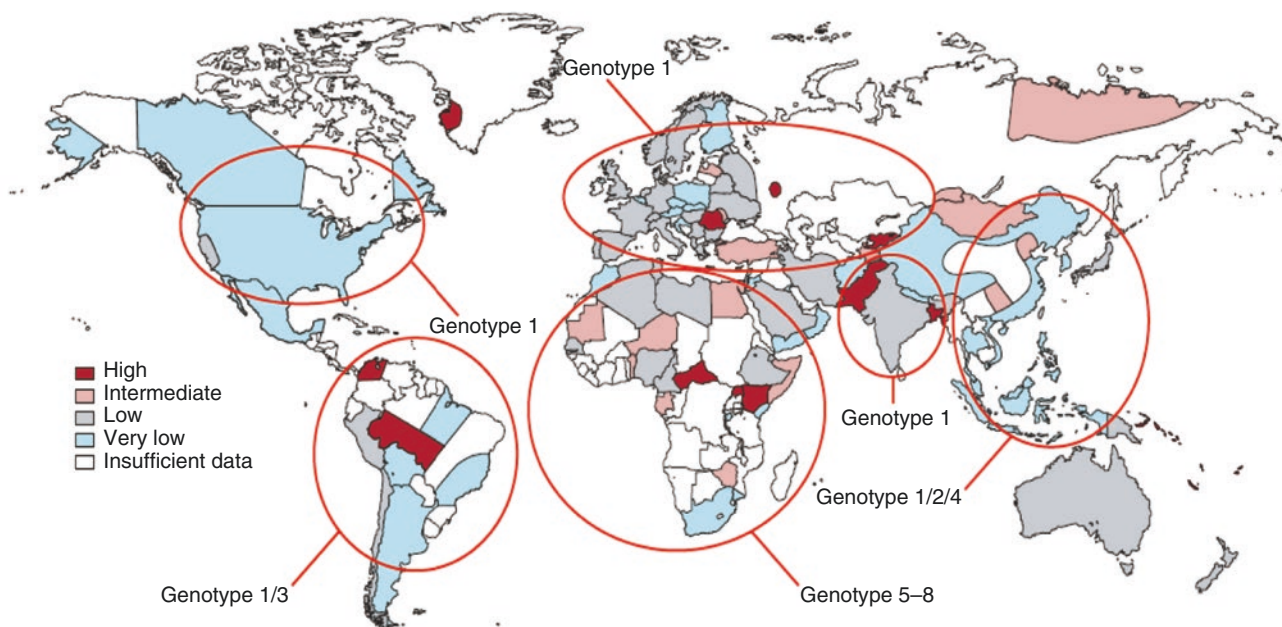 Genotype 1
Genotype 1
High
Intermediate
Low
Very low
Insufficient data
Genotype 1
Genotype 1/2/4
Genotype 1/3
Genotype 5–8